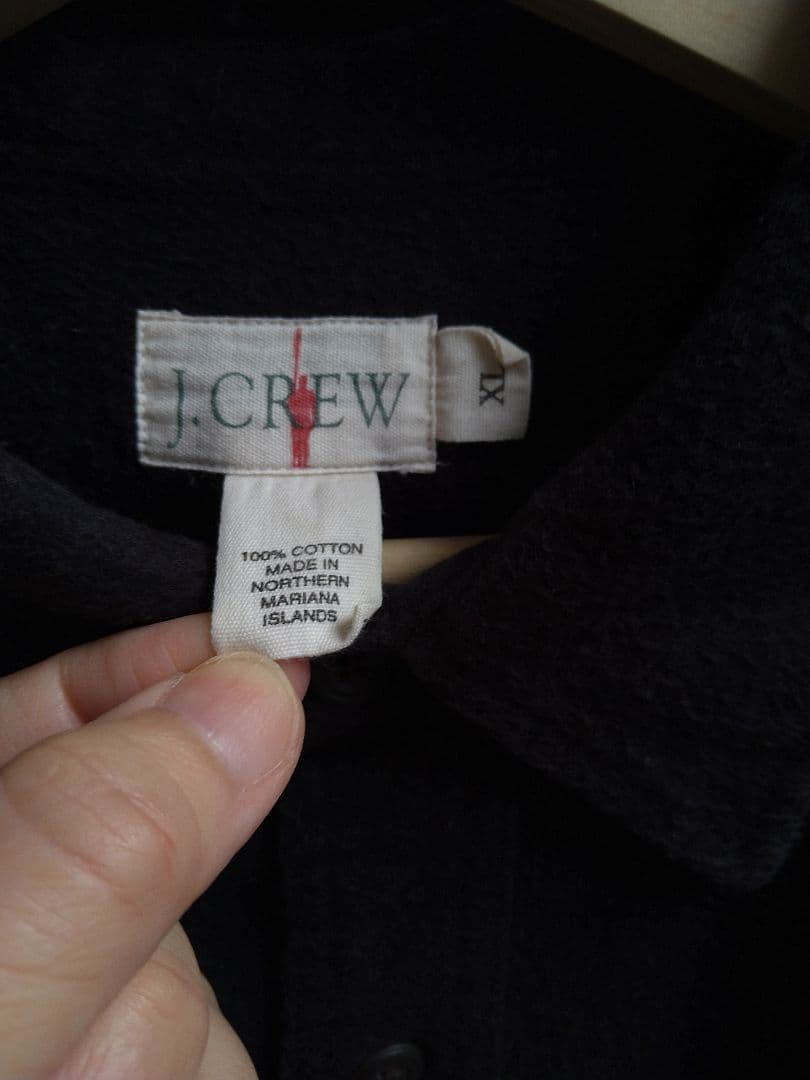 J.CREW
XL
100% COTTON
MADE IN
NORTHERN
MARIANA
ISLANDS